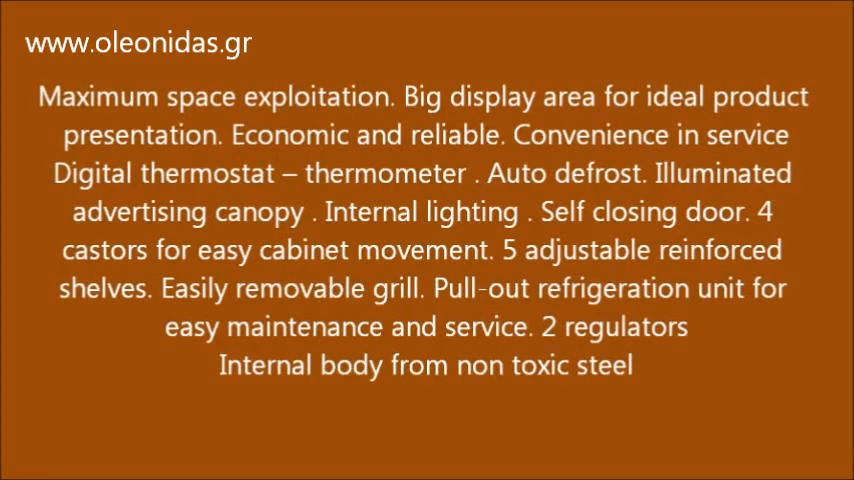 www.oleonidas.gr
Maximum space exploitation. Big display area for ideal product
presentation. Economic and reliable. Convenience in service
Digital thermostat – thermometer . Auto defrost. Illuminated
advertising canopy . Internal lighting . Self closing door. 4
castors for easy cabinet movement. 5 adjustable reinforced
shelves. Easily removable grill. Pull-out refrigeration unit for
easy maintenance and service. 2 regulators
Internal body from non toxic steel